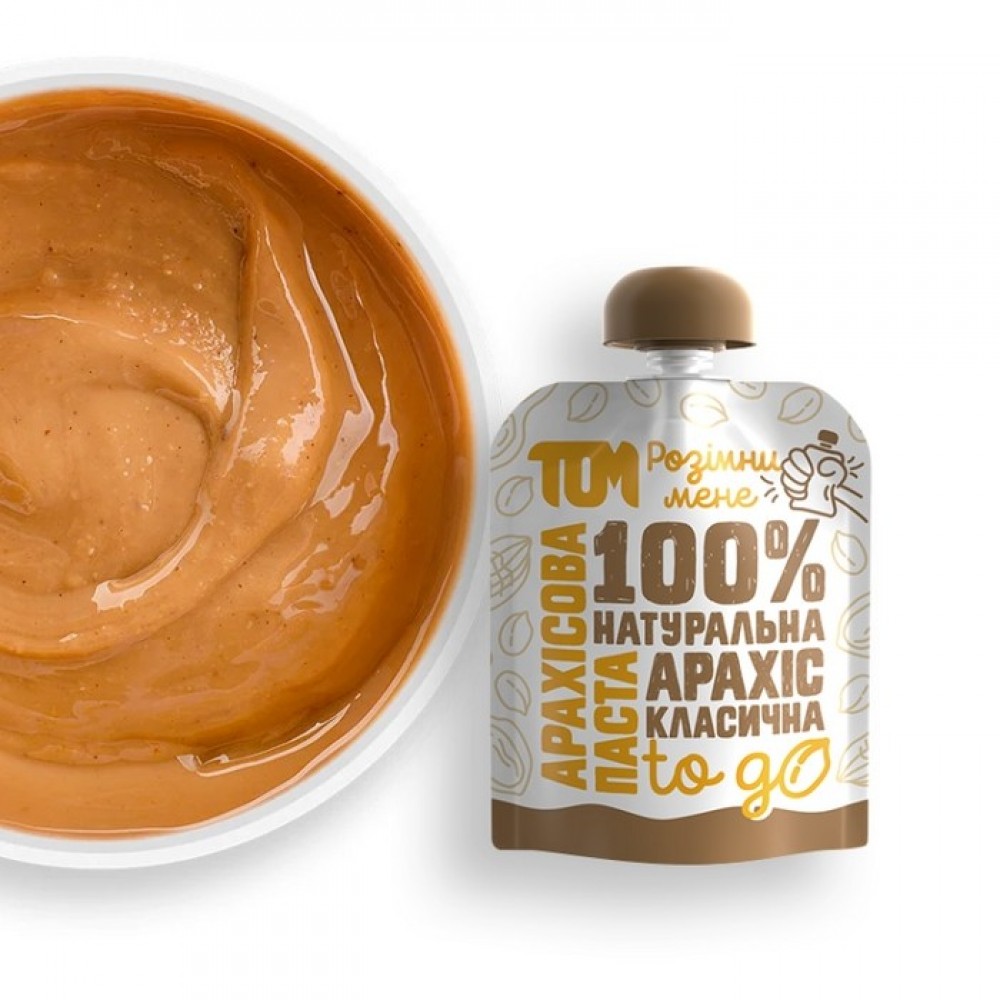 ТОМ
Розімни
мене
АРАХІСОВА
ПАСТА
100%
НАТУРАЛЬНА
АРАХІС
КЛАСИЧНА
to go